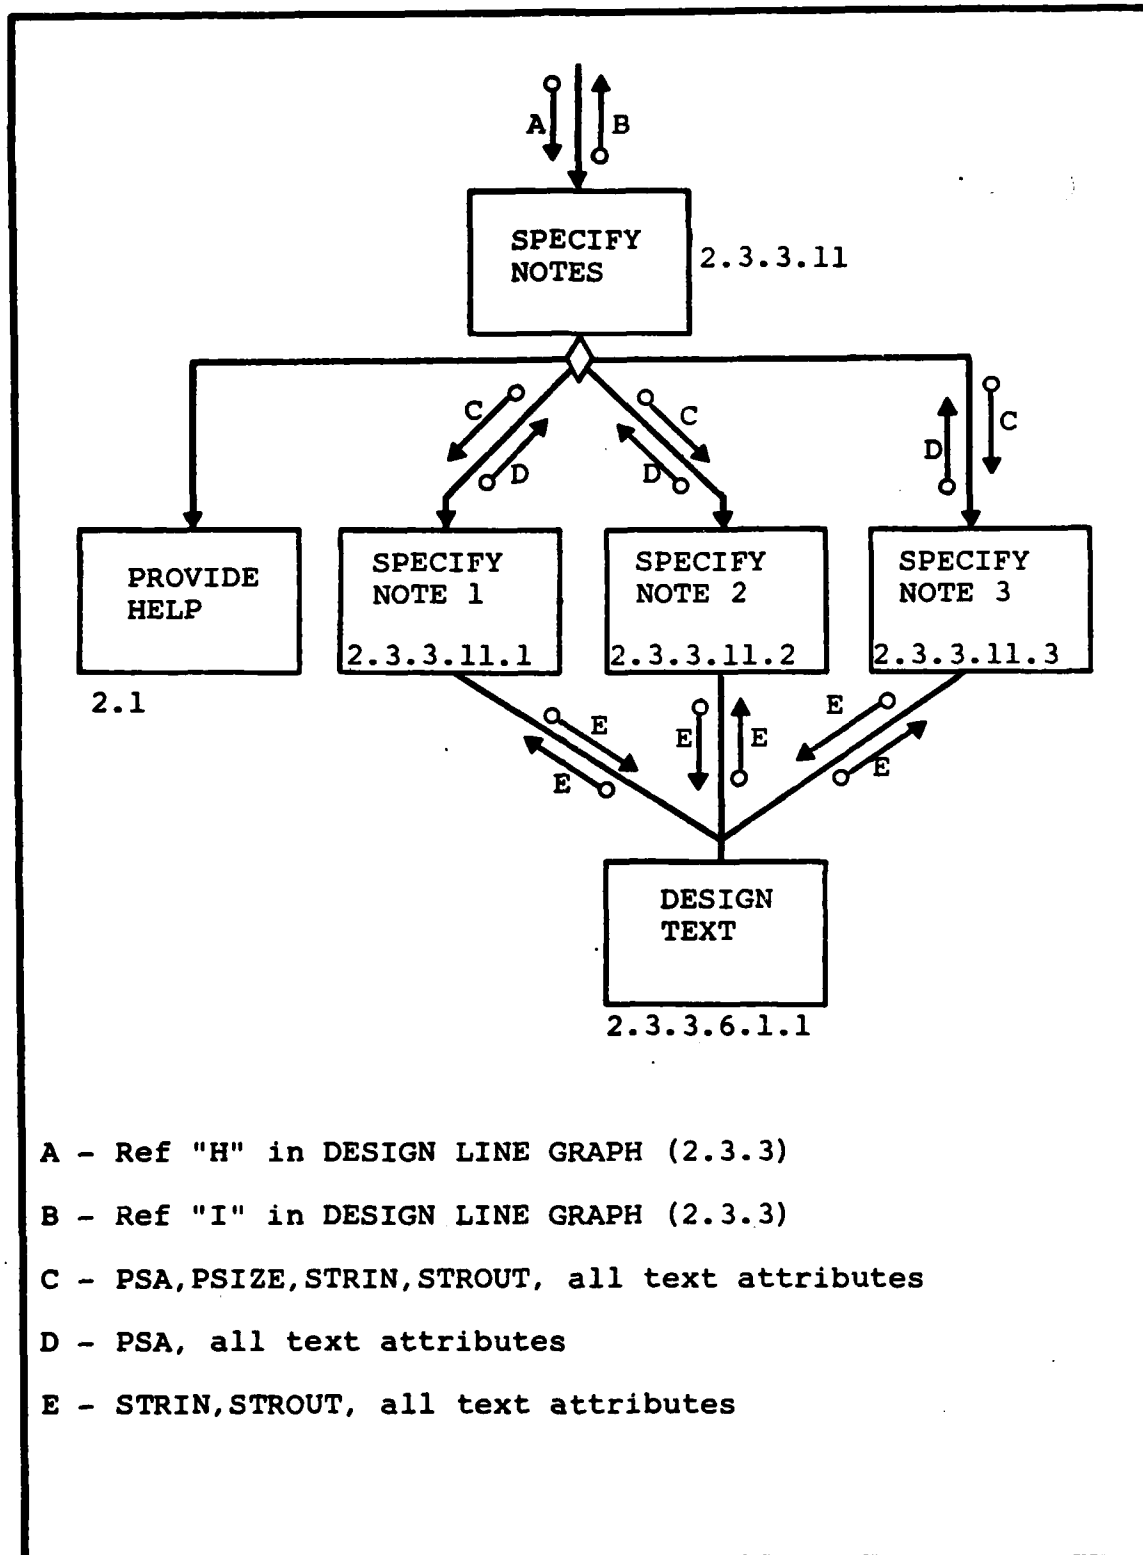 A
B
SPECIFY
NOTES
2.3.3.11
C
D
C
D
C
D
PROVIDE
HELP
2.1
SPECIFY
NOTE 1
2.3.3.11.1
SPECIFY
NOTE 2
2.3.3.11.2
SPECIFY
NOTE 3
2.3.3.11.3
E
E
E
E
E
E
DESIGN
TEXT
2.3.3.6.1.1
A - Ref "H" in DESIGN LINE GRAPH (2.3.3)
B - Ref "I" in DESIGN LINE GRAPH (2.3.3)
C - PSA,PSIZE,STRIN,STROUT, all text attributes
D - PSA, all text attributes
E - STRIN,STROUT, all text attributes